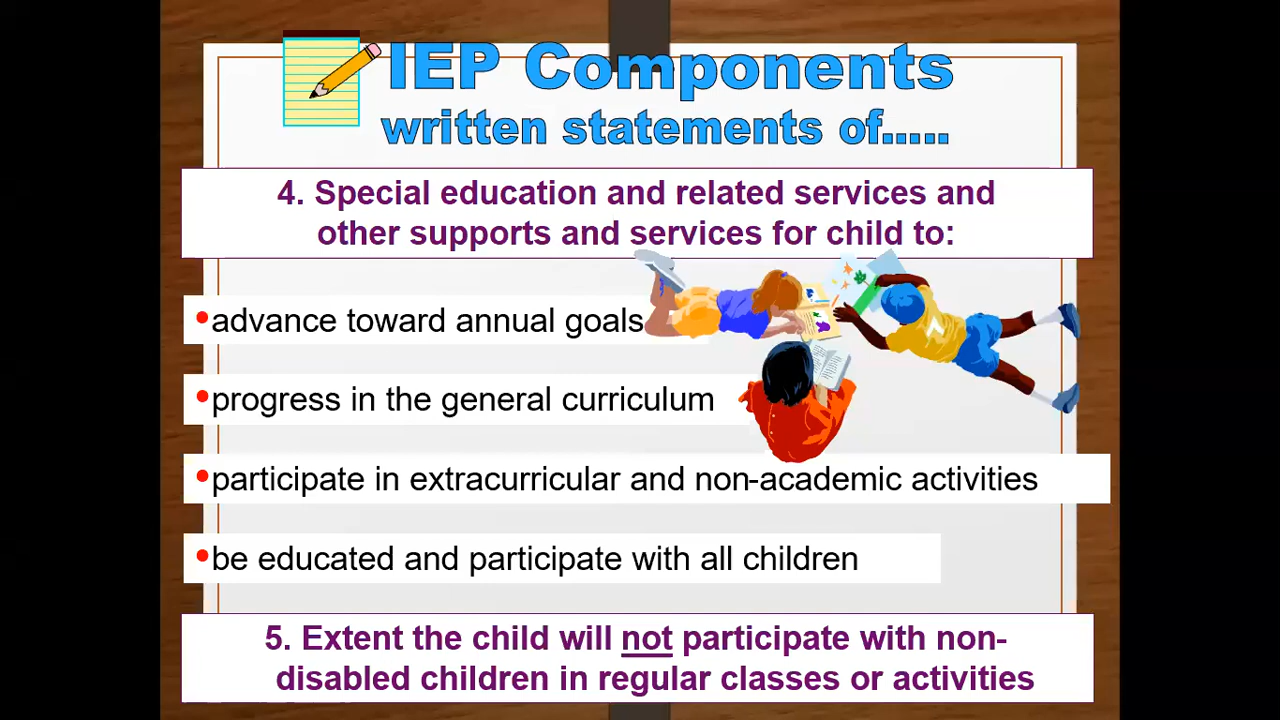 IEP Components
written statements of.....
4. Special education and related services and
other supports and services for child to:
•advance toward annual goals
•progress in the general curriculum
•participate in extracurricular and non-academic activities
•be educated and participate with all children
5. Extent the child will not participate with non-
disabled children in regular classes or activities